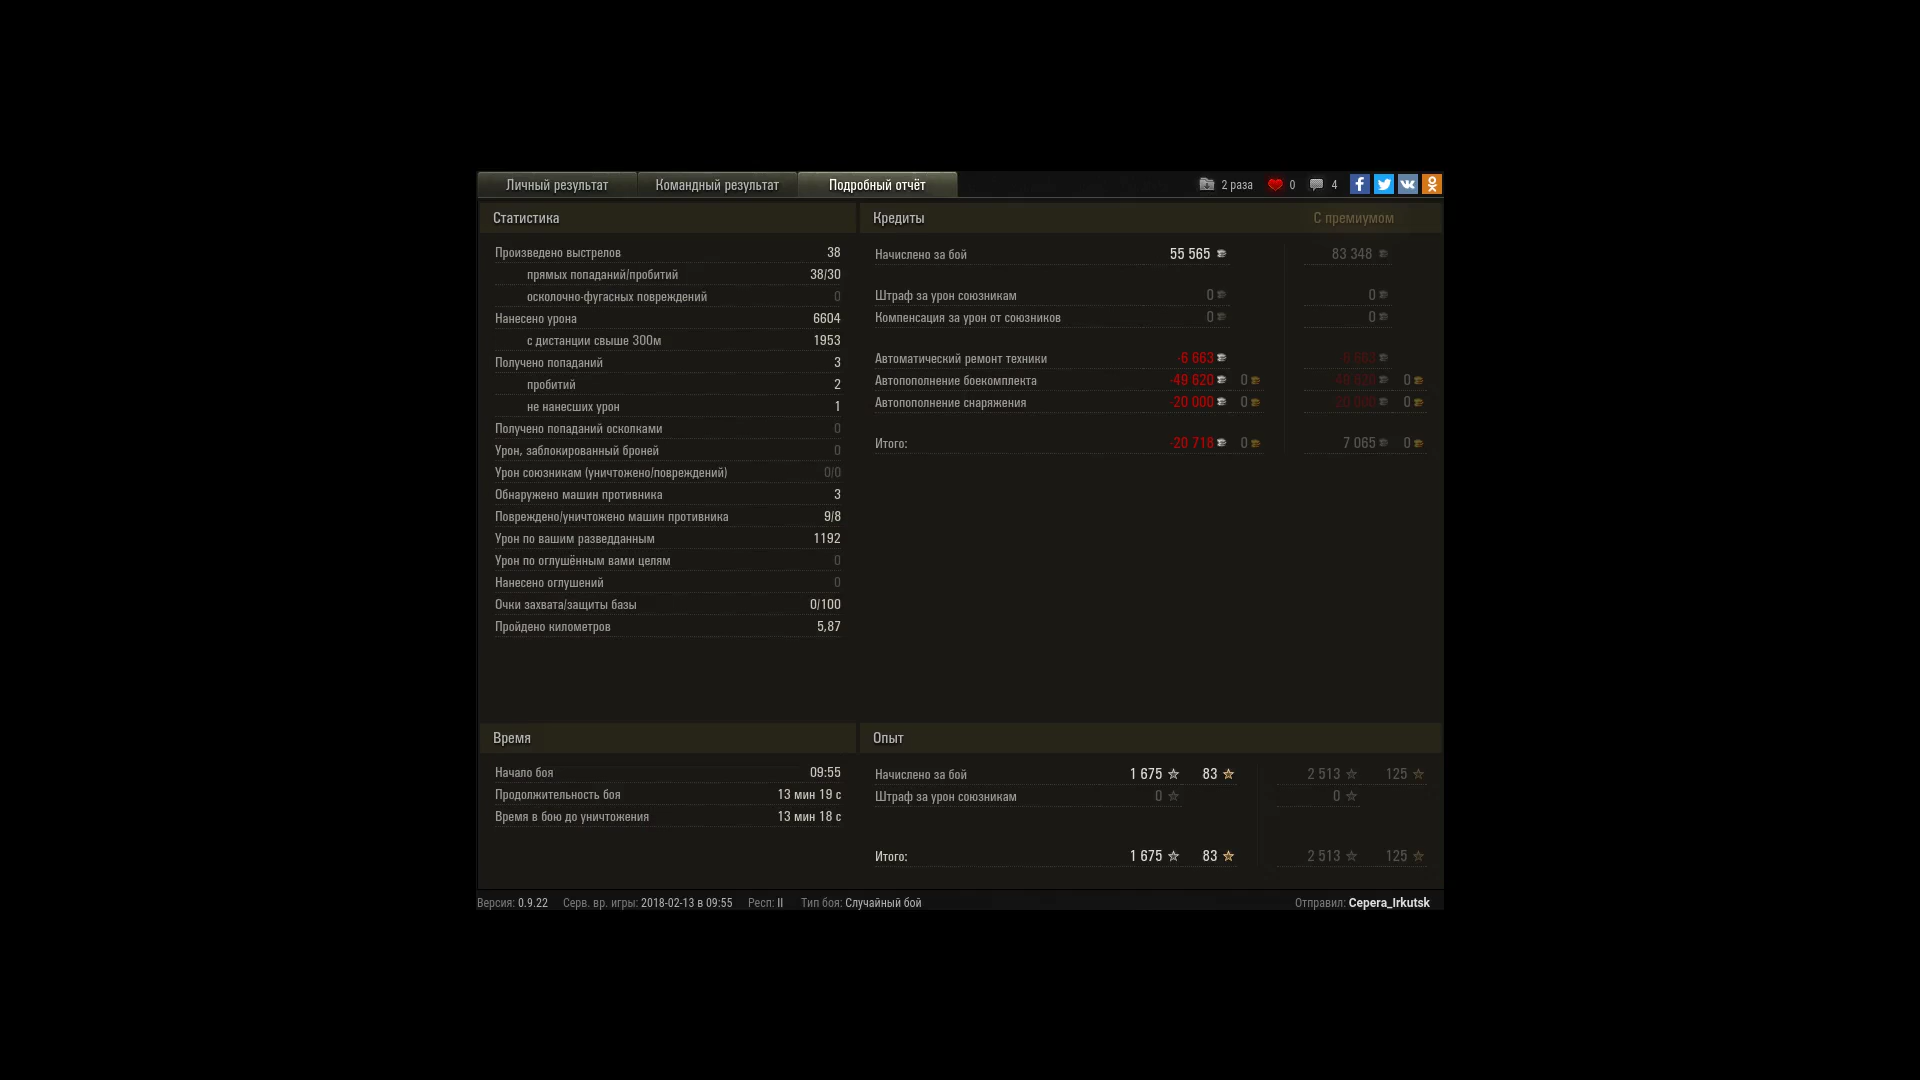 Личный результат Командный результат Подробный отчёт 2 раза 0 4
Статистика
Произведено выстрелов 38
прямых попаданий/пробитий 38/30
осколочно-фугасных повреждений 0
Нанесено урона 6604
с дистанции свыше 300м 1953
Получено попаданий 3
пробитий 2
не нанесших урон 1
Получено попаданий осколками 0
Урон, заблокированный броней 0
Урон союзникам (уничтожено/повреждений) 0/0
Обнаружено машин противника 3
Повреждено/уничтожено машин противника 9/8
Урон по вашим разведданным 1192
Урон по оглушённым вами целям 0
Нанесено оглушений 0
Очки захвата/защиты базы 0/100
Пройдено километров 5,87
Кредиты С премиумом
Начислено за бой 55 565 83 348
Штраф за урон союзникам 0 0
Компенсация за урон от союзников 0 0
Автоматический ремонт техники -6 663 -6 663
Автопополнение боекомплекта -49 620 0 -49 620 0
Автопополнение снаряжения -20 000 0 -20 000 0
Итого: -20 718 0 7 065 0
Время
Начало боя 09:55
Продолжительность боя 13 мин 19 с
Время в бою до уничтожения 13 мин 18 с
Опыт
Начислено за бой 1 675 83 2 513 125
Штраф за урон союзникам 0 0
Итого: 1 675 83 2 513 125
Версия: 0.9.22 Серв. вр. игры: 2018-02-13 в 09:55 Респ: II Тип боя: Случайный бой Отправил: Cepera_Irkutsk